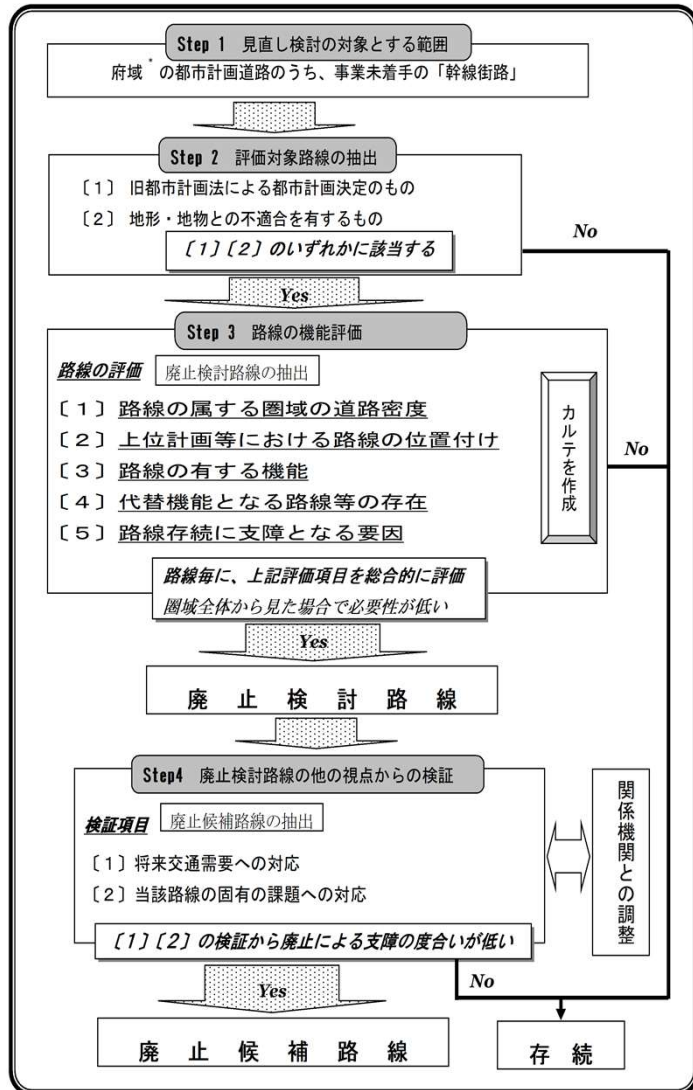 Step 1 見直し検討の対象とする範囲
府域*の都市計画道路のうち、事業未着手の「幹線街路」
Step 2 評価対象路線の抽出
〔１〕 旧都市計画法による都市計画決定のもの
〔２〕 地形・地物との不適合を有するもの
〔１〕〔２〕のいずれかに該当する
No
Yes
Step 3 路線の機能評価
路線の評価 廃止検討路線の抽出
〔１〕路線の属する圏域の道路密度
〔２〕上位計画等における路線の位置付け
〔３〕路線の有する機能
〔４〕代替機能となる路線等の存在
〔５〕路線存続に支障となる要因
カルテを作成
No
路線毎に、上記評価項目を総合的に評価
圏域全体から見た場合で必要性が低い
Yes
廃止検討路線
Step4 廃止検討路線の他の視点からの検証
検証項目 廃止候補路線の抽出
〔１〕将来交通需要への対応
〔２〕当該路線の固有の課題への対応
関係機関との調整
〔１〕〔２〕の検証から廃止による支障の度合いが低い
No
Yes
廃止候補路線
存続